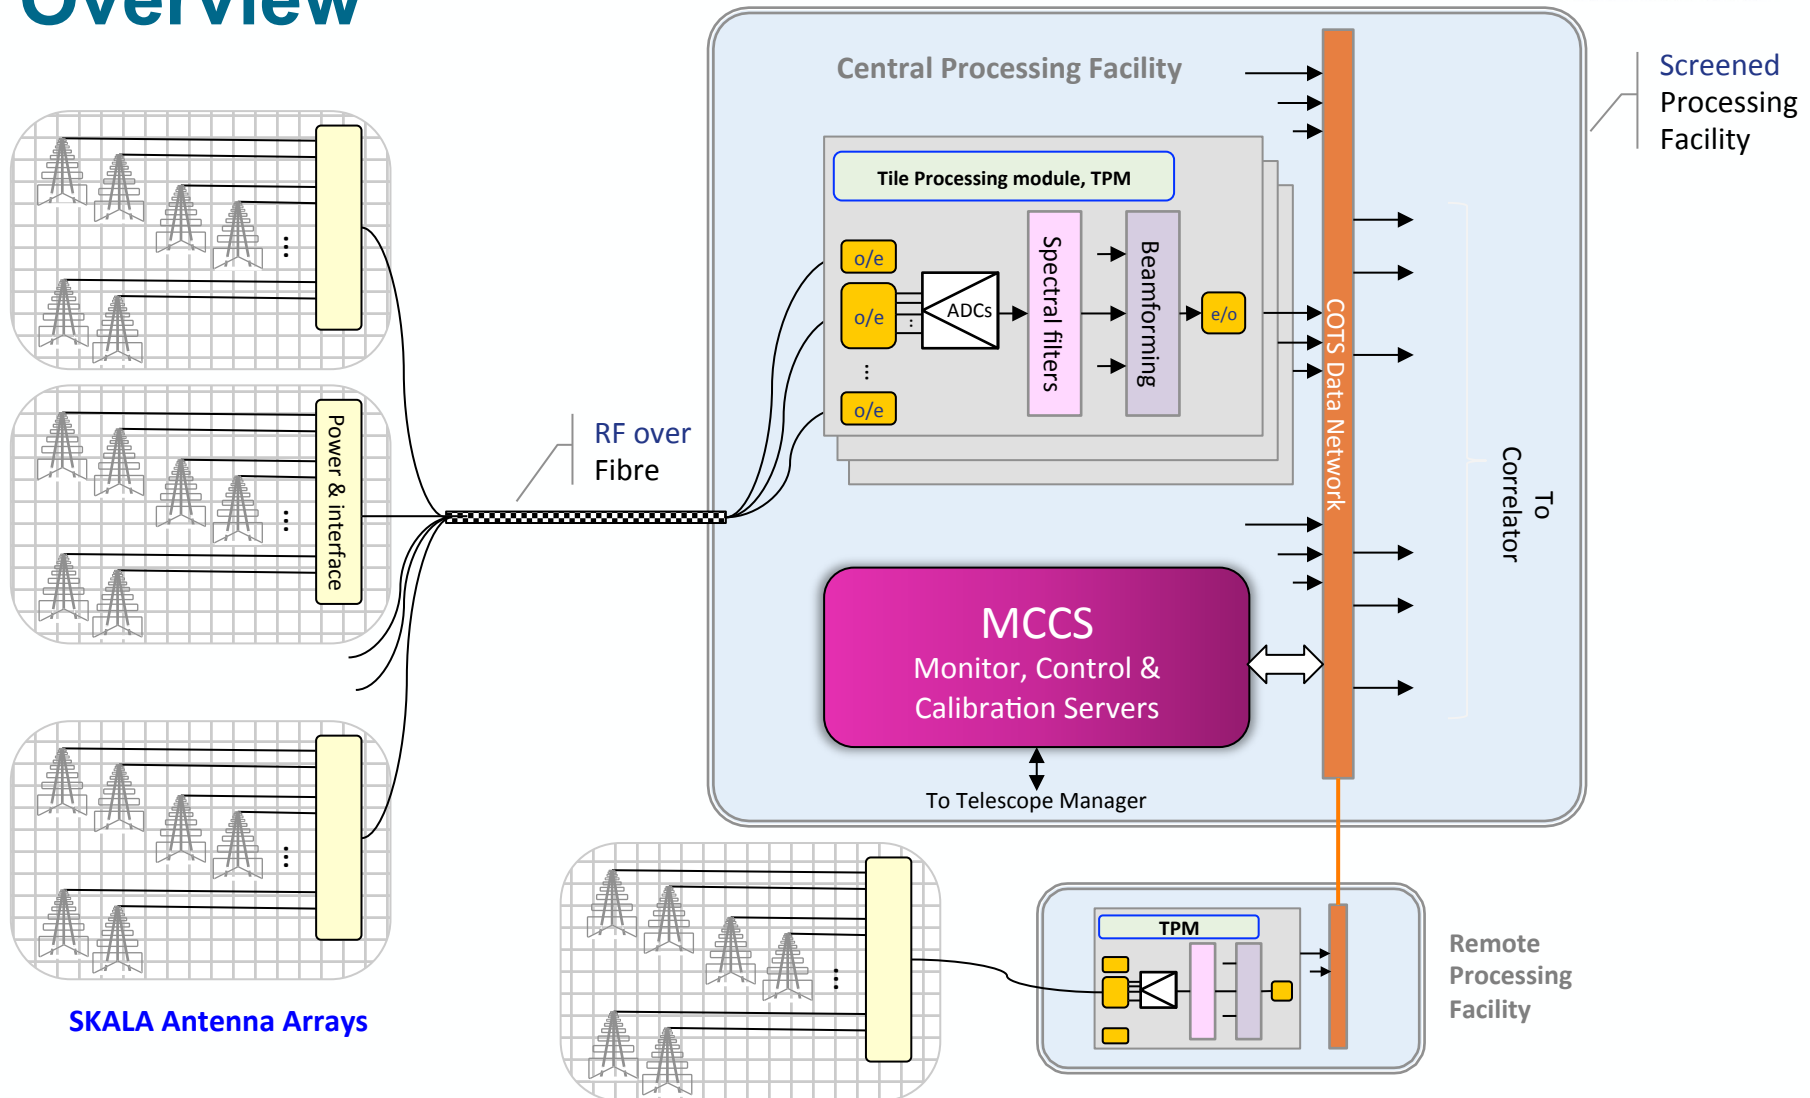 Overview
Central Processing Facility
Screened
Processing
Facility
Tile Processing module, TPM
o/e
o/e
...
o/e
...
ADCs
Spectral filters
Beamforming
e/o
COTS Data Network
To
Correlator
RF over
Fibre
...
Power & interface
...
...
MCCS
Monitor, Control &
Calibration Servers
To Telescope Manager
SKALA Antenna Arrays
...
TPM
Remote
Processing
Facility